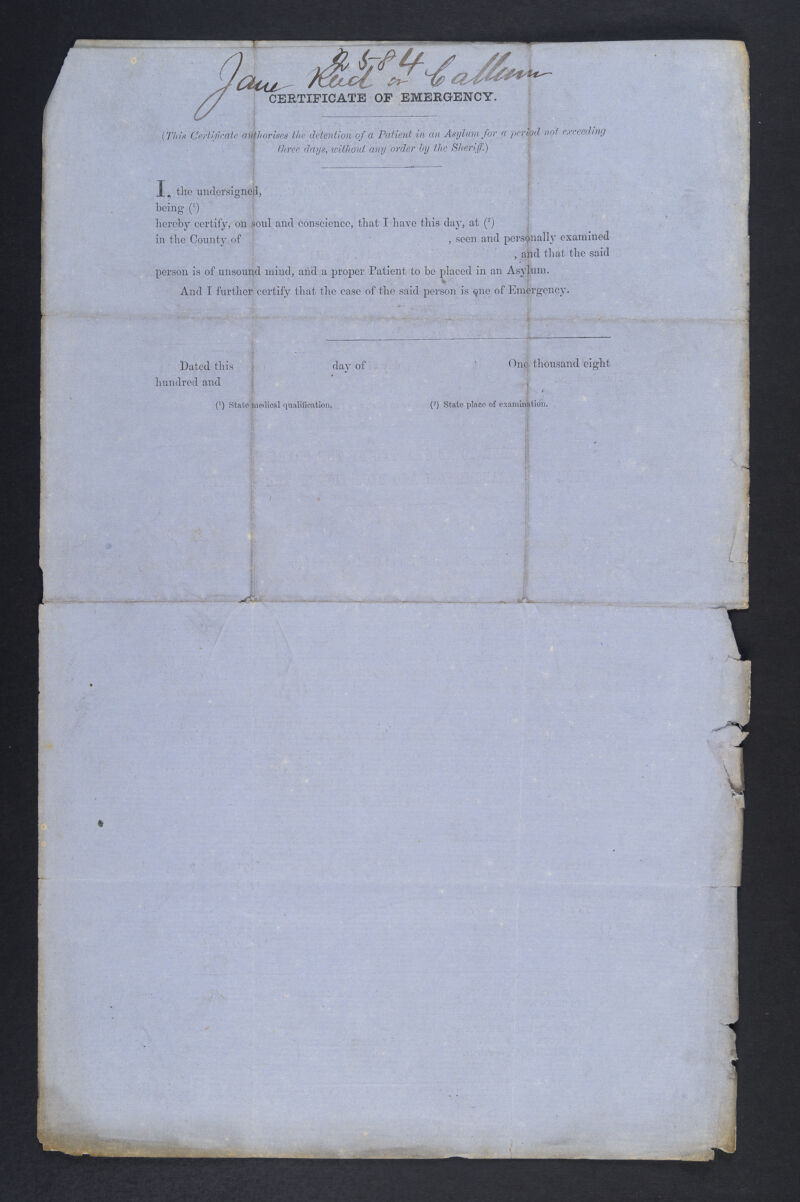 2584
Jane Reid or Callum
CERTIFICATE OF EMERGENCY.
(This Certificate authorises the detention of a Patient in an Asylum for a period not exceeding
three days, without any order by the Sheriff.)
I, the undersigned,
being (¹)
hereby certify, on soul and conscience, that I have this day, at (²)
in the County of , seen and personally examined
, and that the said
person is of unsound mind, and a proper Patient to be placed in an Asylum.
And I further certify that the case of the said person is one of Emergency.
Dated this day of One thousand eight
hundred and
(¹) State medical qualification. (²) State place of examination.